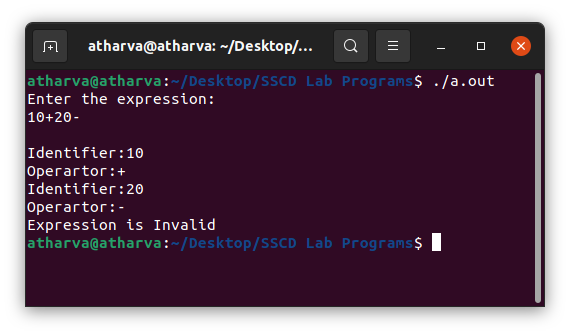 atharva@atharva: ~/Desktop/...
atharva@atharva:~/Desktop/SSCD Lab Programs$ ./a.out
Enter the expression:
10+20-
Identifier:10
Operartor:+
Identifier:20
Operartor:-
Expression is Invalid
atharva@atharva:~/Desktop/SSCD Lab Programs$